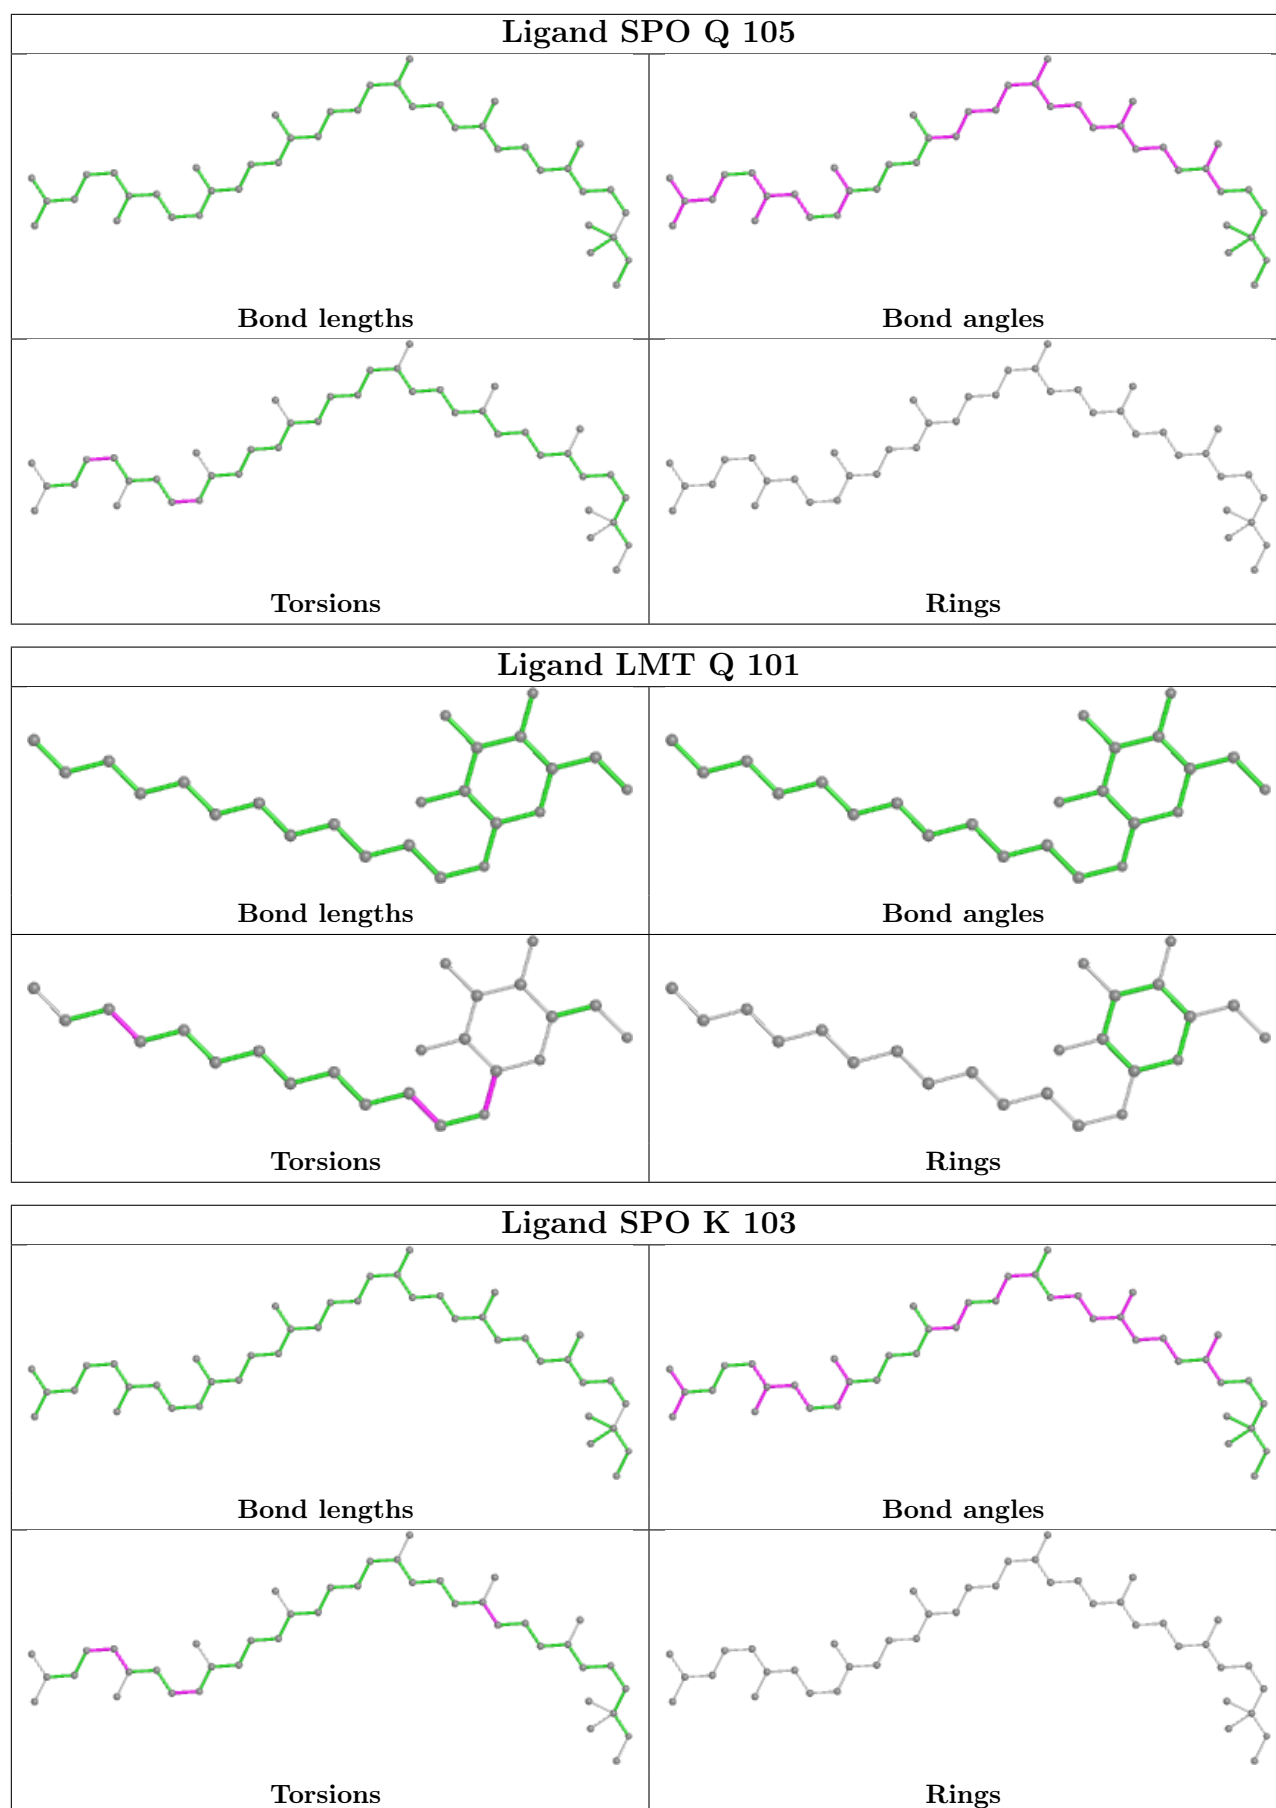 Ligand SPO Q 105
Bond lengths
Bond angles
Torsions
Rings
Ligand LMT Q 101
Bond lengths
Bond angles
Torsions
Rings
Ligand SPO K 103
Bond lengths
Bond angles
Torsions
Rings